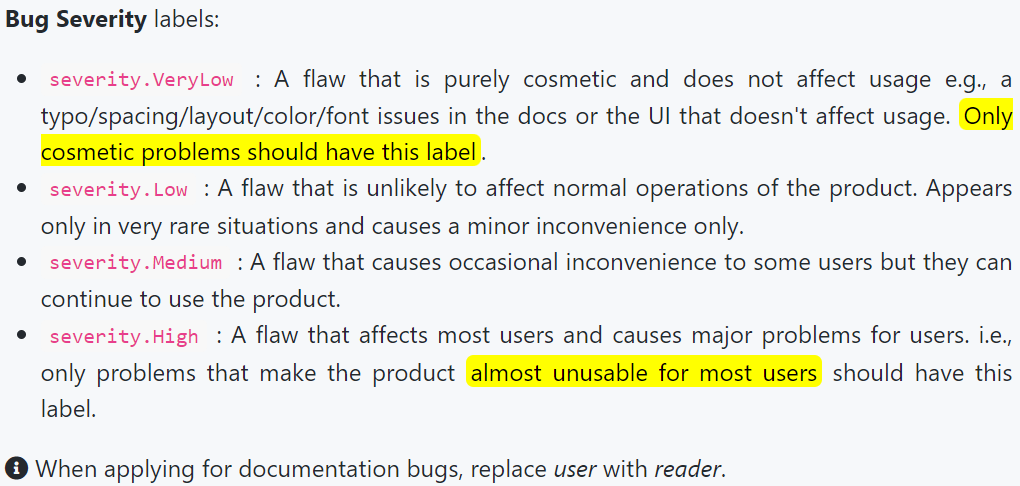 Bug Severity labels:
severity.VeryLow : A flaw that is purely cosmetic and does not affect usage e.g., a
typo/spacing/layout/color/font issues in the docs or the UI that doesn't affect usage. Only
cosmetic problems should have this label.
severity.Low : A flaw that is unlikely to affect normal operations of the product. Appears
only in very rare situations and causes a minor inconvenience only.
severity.Medium : A flaw that causes occasional inconvenience to some users but they can
continue to use the product.
severity.High : A flaw that affects most users and causes major problems for users. i.e.,
only problems that make the product almost unusable for most users should have this
label.
When applying for documentation bugs, replace user with reader.